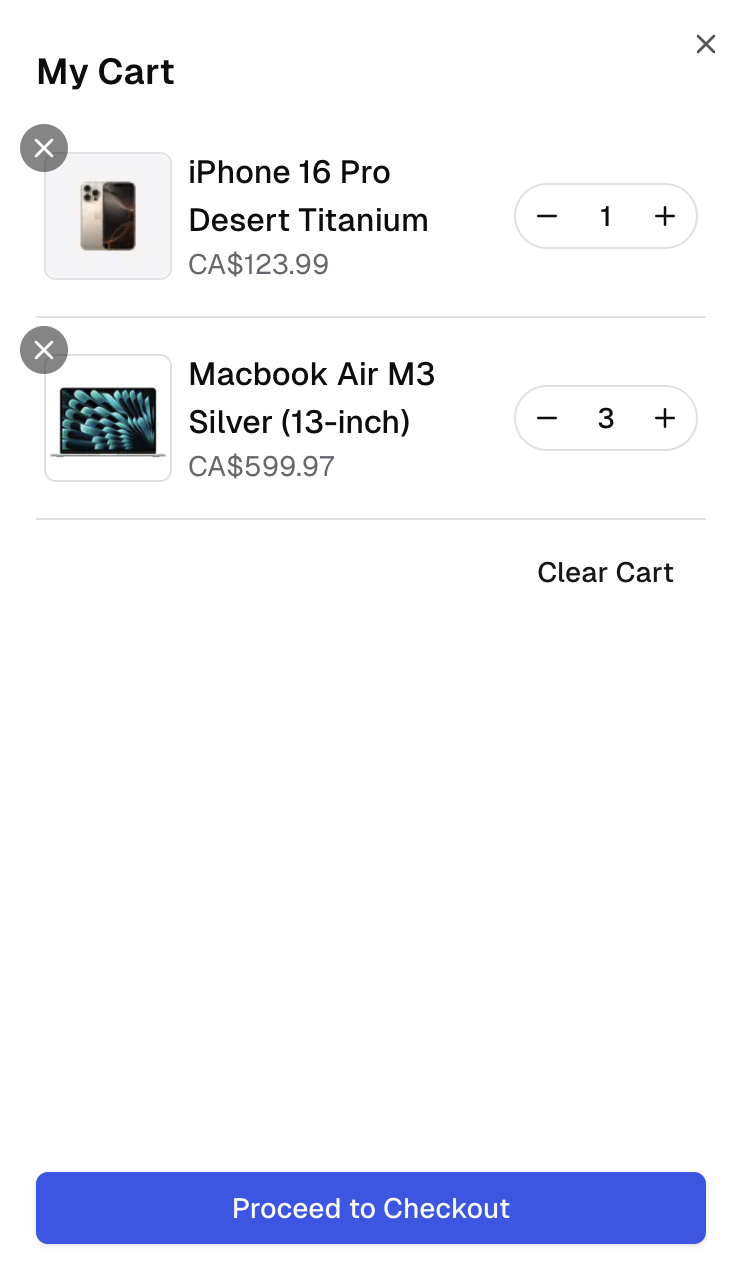 My Cart
iPhone 16 Pro
Desert Titanium
CA$123.99
1
Macbook Air M3
Silver (13-inch)
CA$599.97
3
Clear Cart
Proceed to Checkout